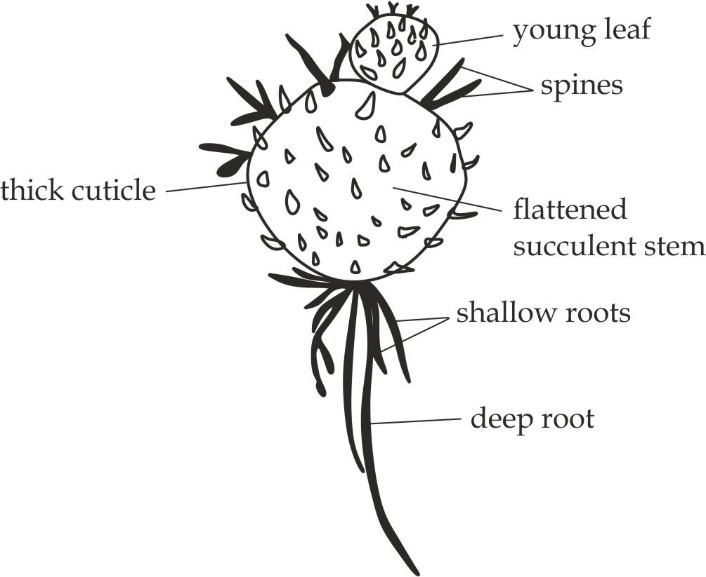 young leaf
spines
thick cuticle
flattened
succulent stem
shallow roots
deep root